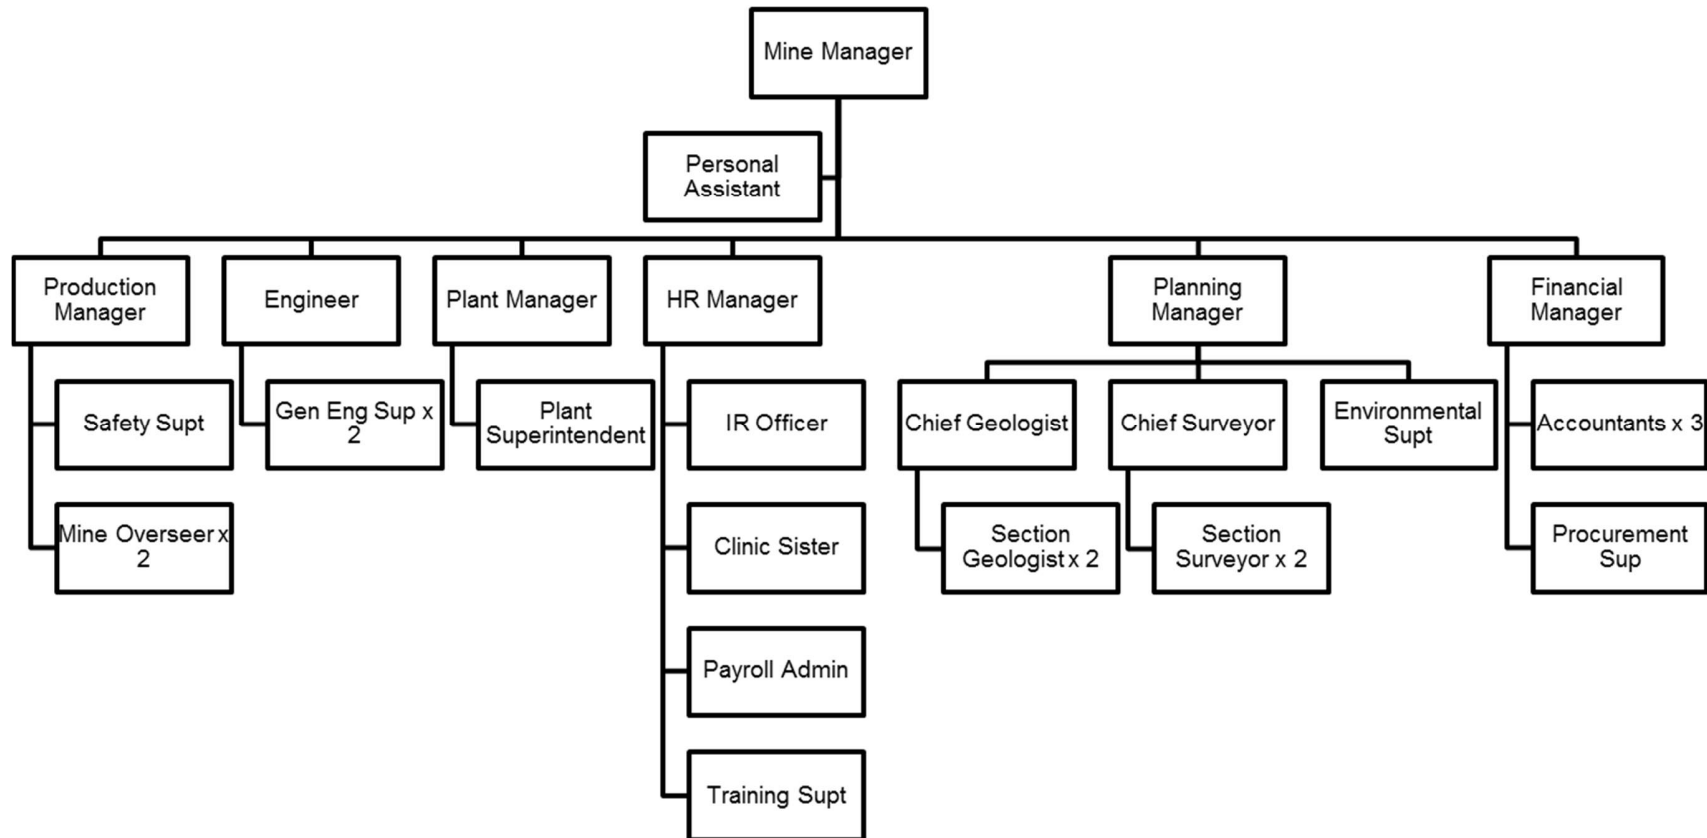 Mine Manager
Personal
Assistant
Production
Manager
Engineer
Plant Manager
HR Manager
Planning
Manager
Financial
Manager
Safety Supt
Gen Eng Sup x
2
Plant
Superintendent
IR Officer
Chief Geologist
Chief Surveyor
Environmental
Supt
Accountants x 3
Mine Overseer x
2
Clinic Sister
Section
Geologist x 2
Section
Surveyor x 2
Procurement
Sup
Payroll Admin
Training Supt